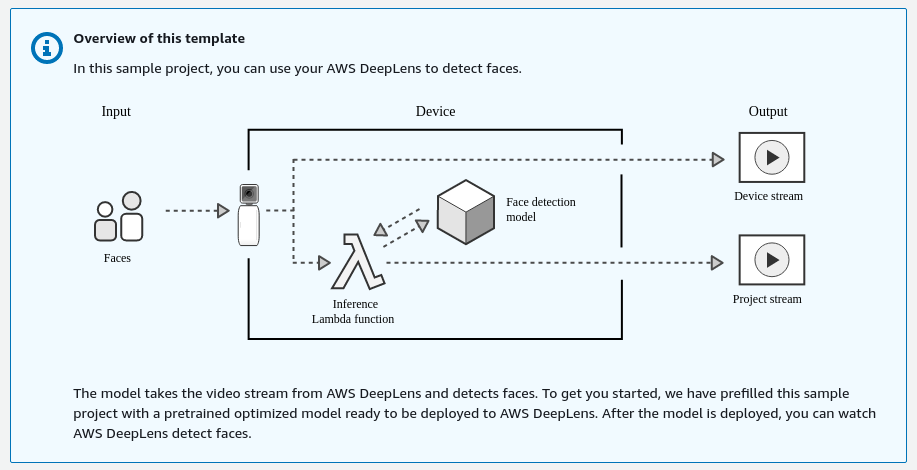 Overview of this template
In this sample project, you can use your AWS DeepLens to detect faces.
Input
Device
Output
Device stream
Face detection
model
Faces
Inference
Lambda function
Project stream
The model takes the video stream from AWS DeepLens and detects faces. To get you started, we have prefilled this sample
project with a pretrained optimized model ready to be deployed to AWS DeepLens. After the model is deployed, you can watch
AWS DeepLens detect faces.